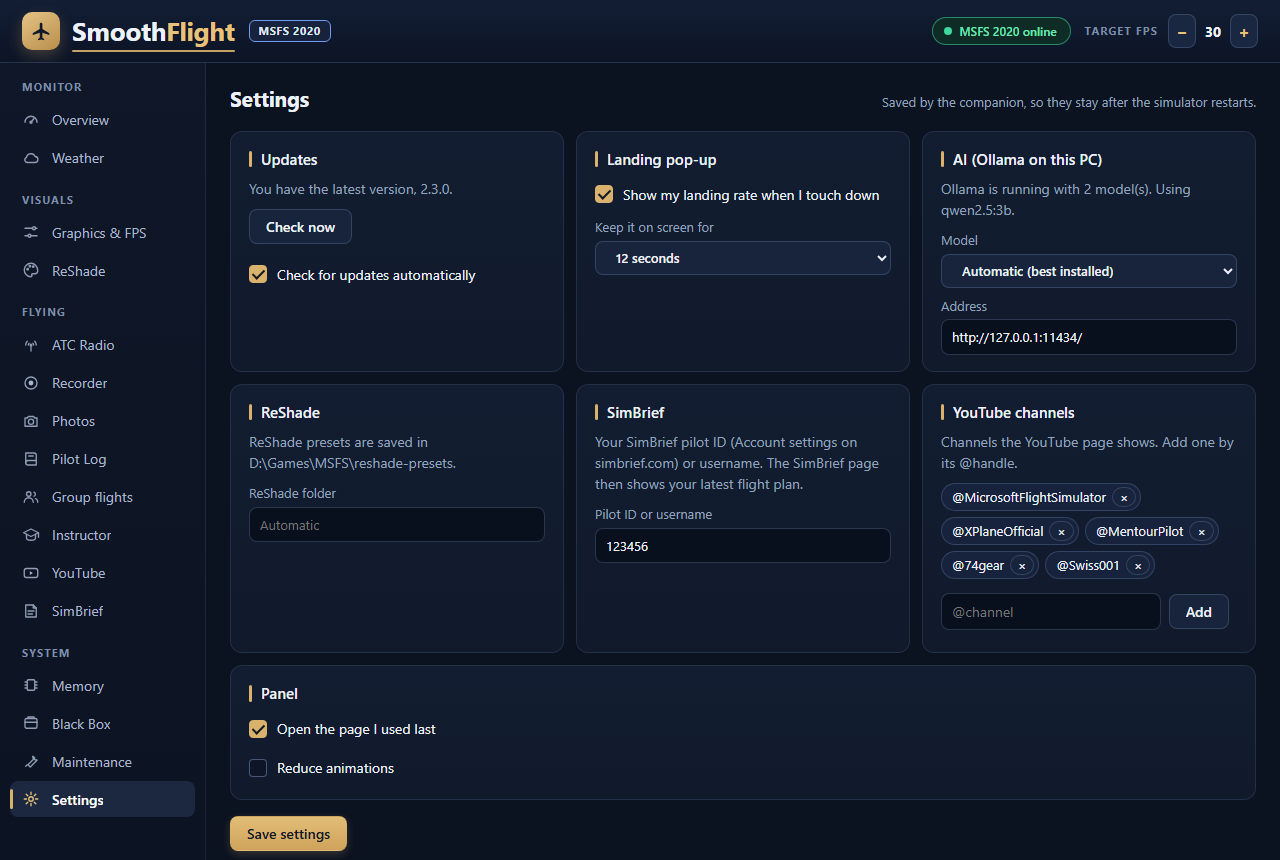 SmoothFlight
MSFS 2020
MSFS 2020 online
TARGET FPS
−
30
+
MONITOR
Overview
Weather
VISUALS
Graphics & FPS
ReShade
FLYING
ATC Radio
Recorder
Photos
Pilot Log
Group flights
Instructor
YouTube
SimBrief
SYSTEM
Memory
Black Box
Maintenance
Settings
Settings
Saved by the companion, so they stay after the simulator restarts.
Updates
You have the latest version, 2.3.0.
Check now
Check for updates automatically
Landing pop-up
Show my landing rate when I touch down
Keep it on screen for
12 seconds
AI (Ollama on this PC)
Ollama is running with 2 model(s). Using
qwen2.5:3b.
Model
Automatic (best installed)
Address
http://127.0.0.1:11434/
ReShade
ReShade presets are saved in
D:\Games\MSFS\reshade-presets.
ReShade folder
Automatic
SimBrief
Your SimBrief pilot ID (Account settings on
simbrief.com) or username. The SimBrief page
then shows your latest flight plan.
Pilot ID or username
123456
YouTube channels
Channels the YouTube page shows. Add one by
its @handle.
@MicrosoftFlightSimulator ×
@XPlaneOfficial × @MentourPilot ×
@74gear × @Swiss001 ×
@channel
Add
Panel
Open the page I used last
Reduce animations
Save settings